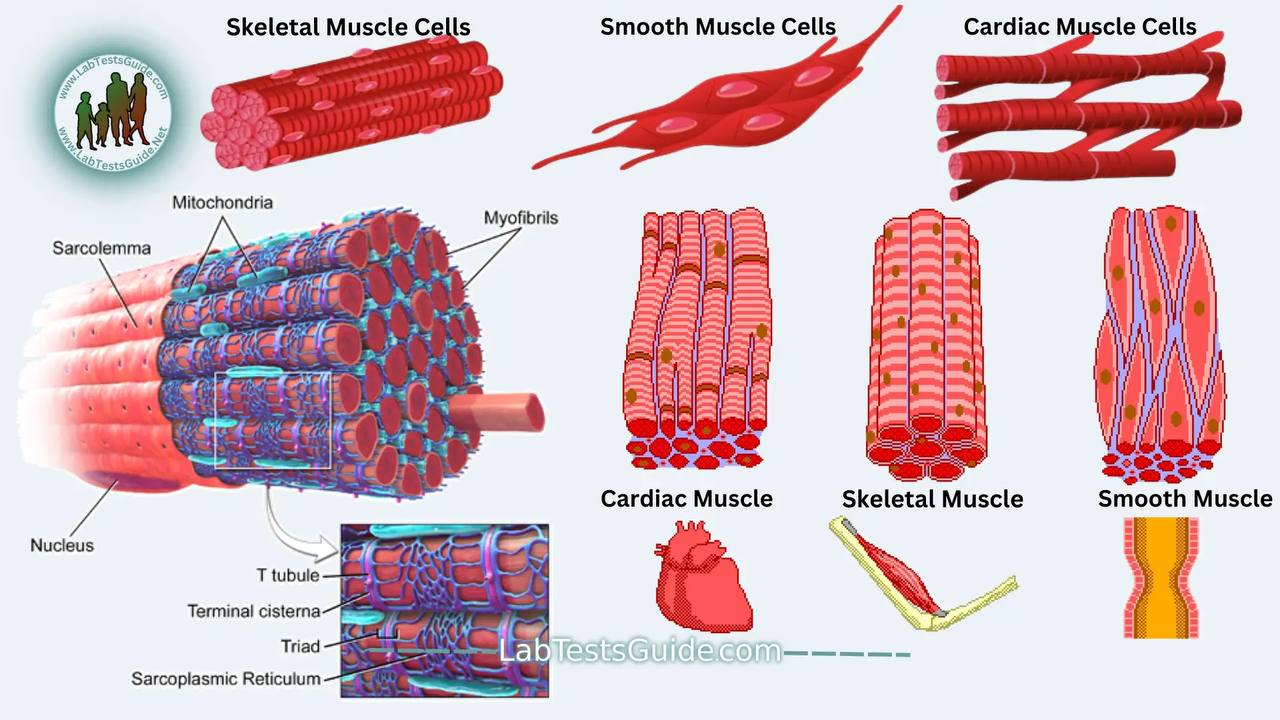 Skeletal Muscle Cells
Smooth Muscle Cells
Cardiac Muscle Cells
www.LabTestsGuide.com
www.LabTestsGuide.Net
Mitochondria
Myofibrils
Sarcolemma
Nucleus
Cardiac Muscle
Skeletal Muscle
Smooth Muscle
T tubule
Terminal cisterna
Triad
Sarcoplasmic Reticulum
LabTestsGuide.com